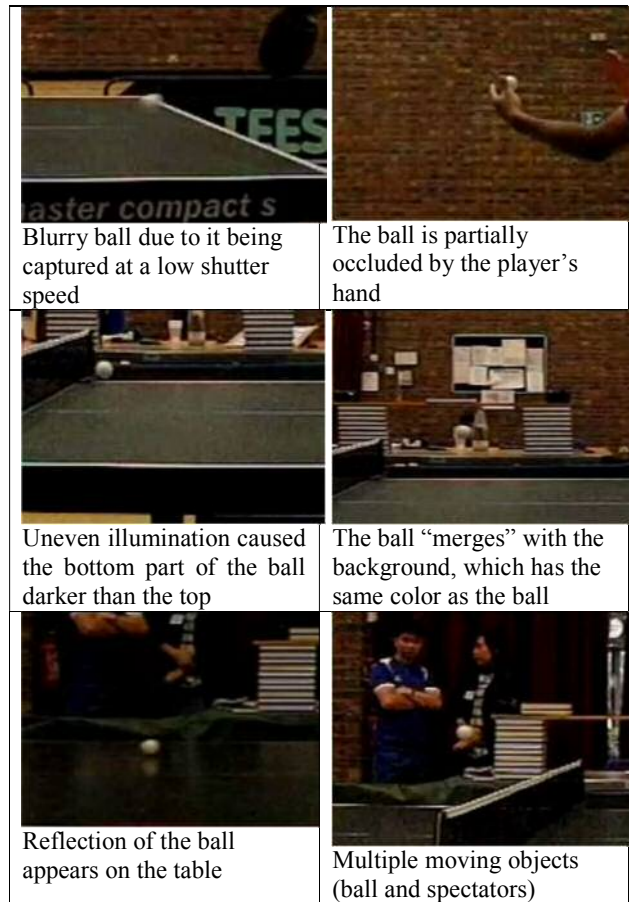 TEES
master compact s
Blurry ball due to it being
captured at a low shutter
speed
The ball is partially
occluded by the player's
hand
Uneven illumination caused
the bottom part of the ball
darker than the top
The ball “merges” with the
background, which has the
same color as the ball
Reflection of the ball
appears on the table
Multiple moving objects
(ball and spectators)